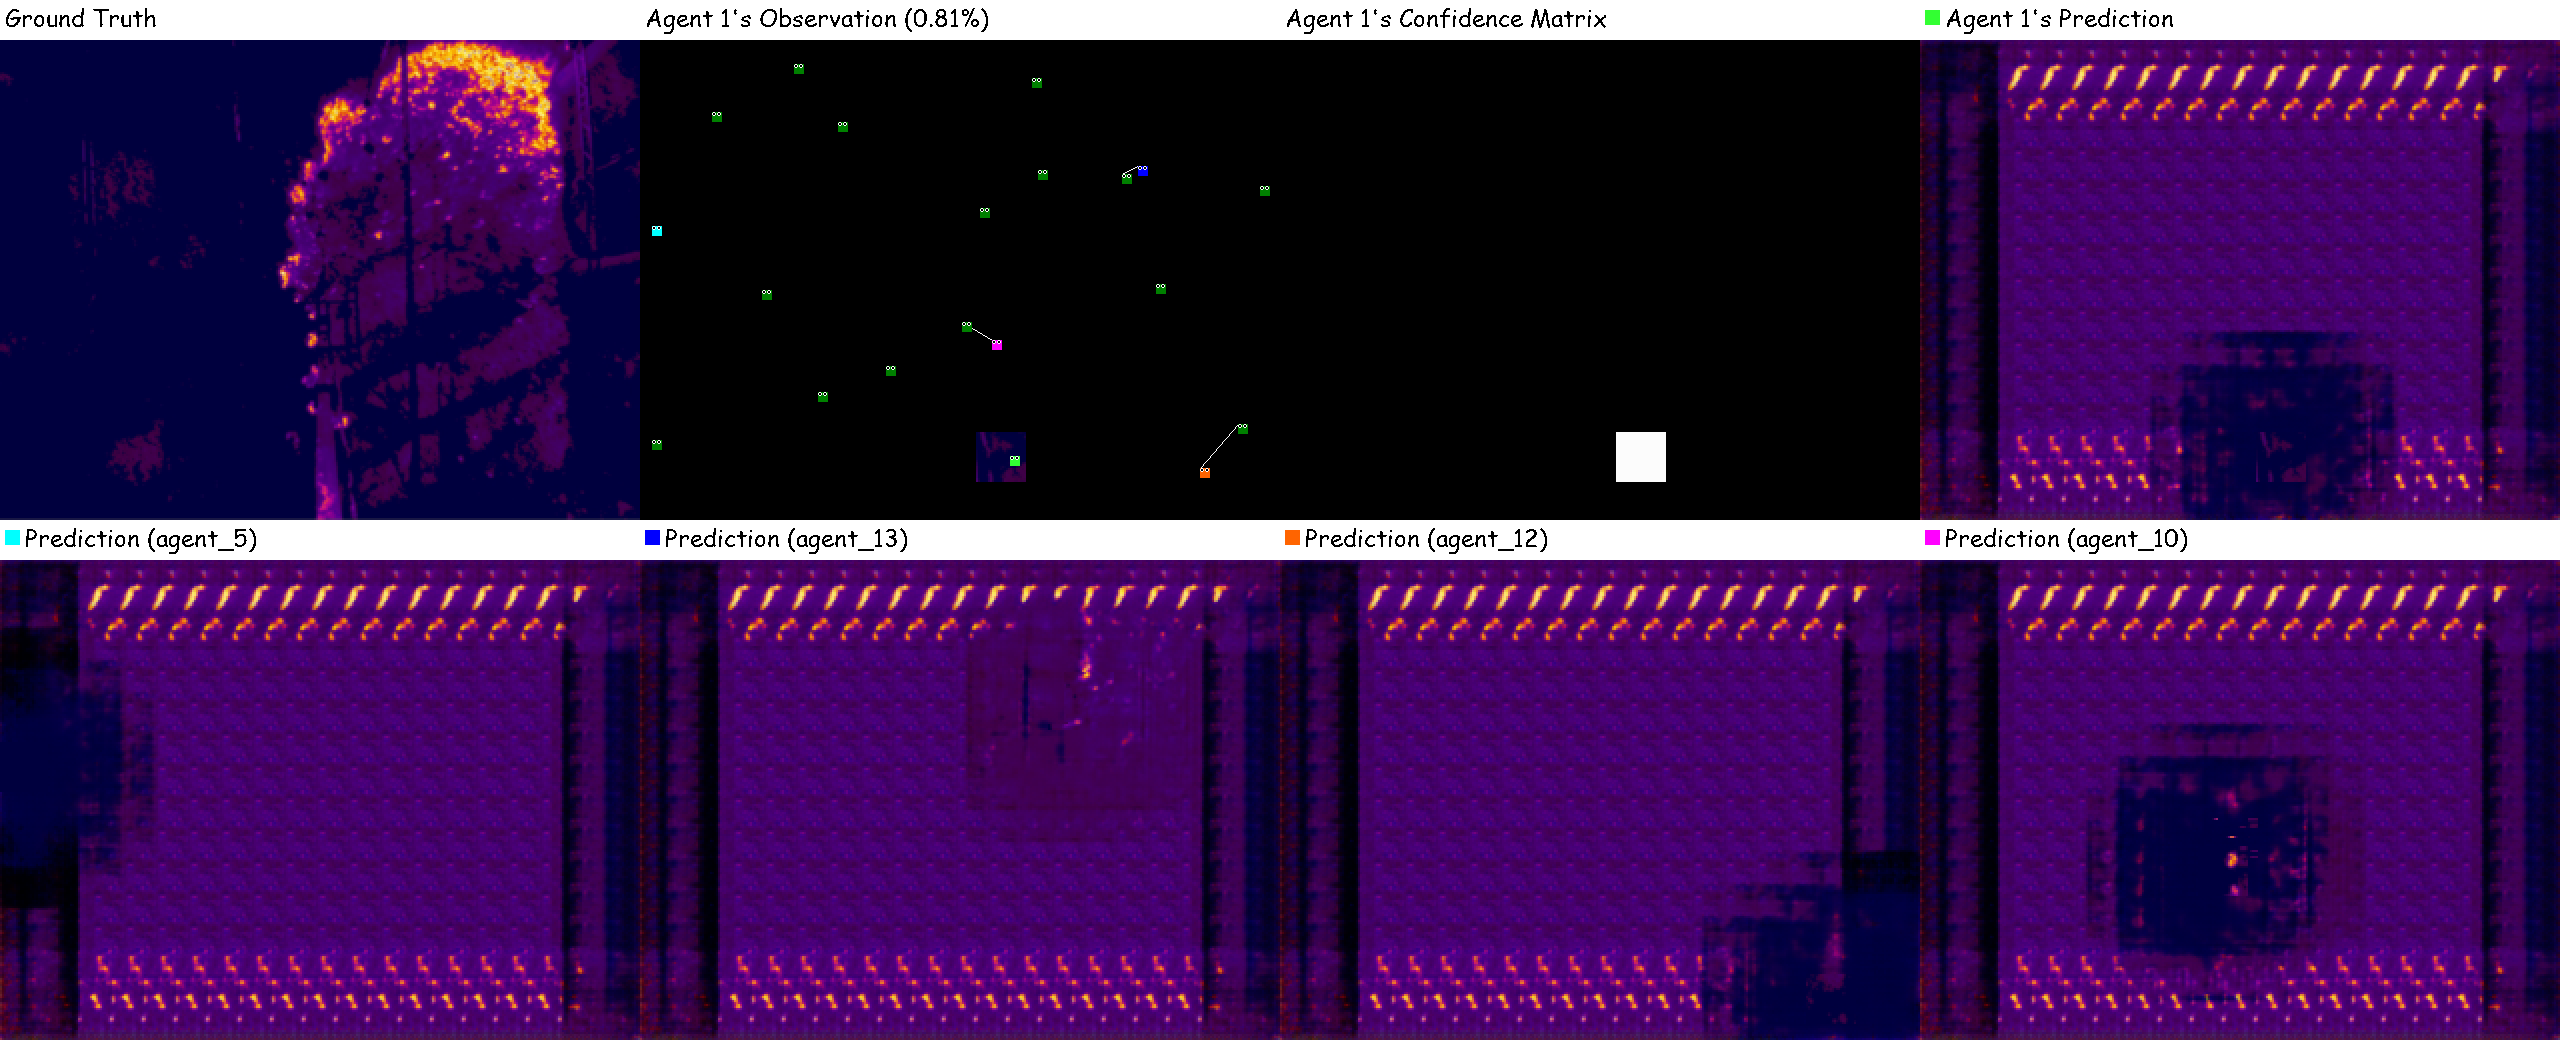 Ground Truth
Agent 1's Observation (0.81%)
Agent 1's Confidence Matrix
Agent 1's Prediction
Prediction (agent_5)
Prediction (agent_13)
Prediction (agent_12)
Prediction (agent_10)